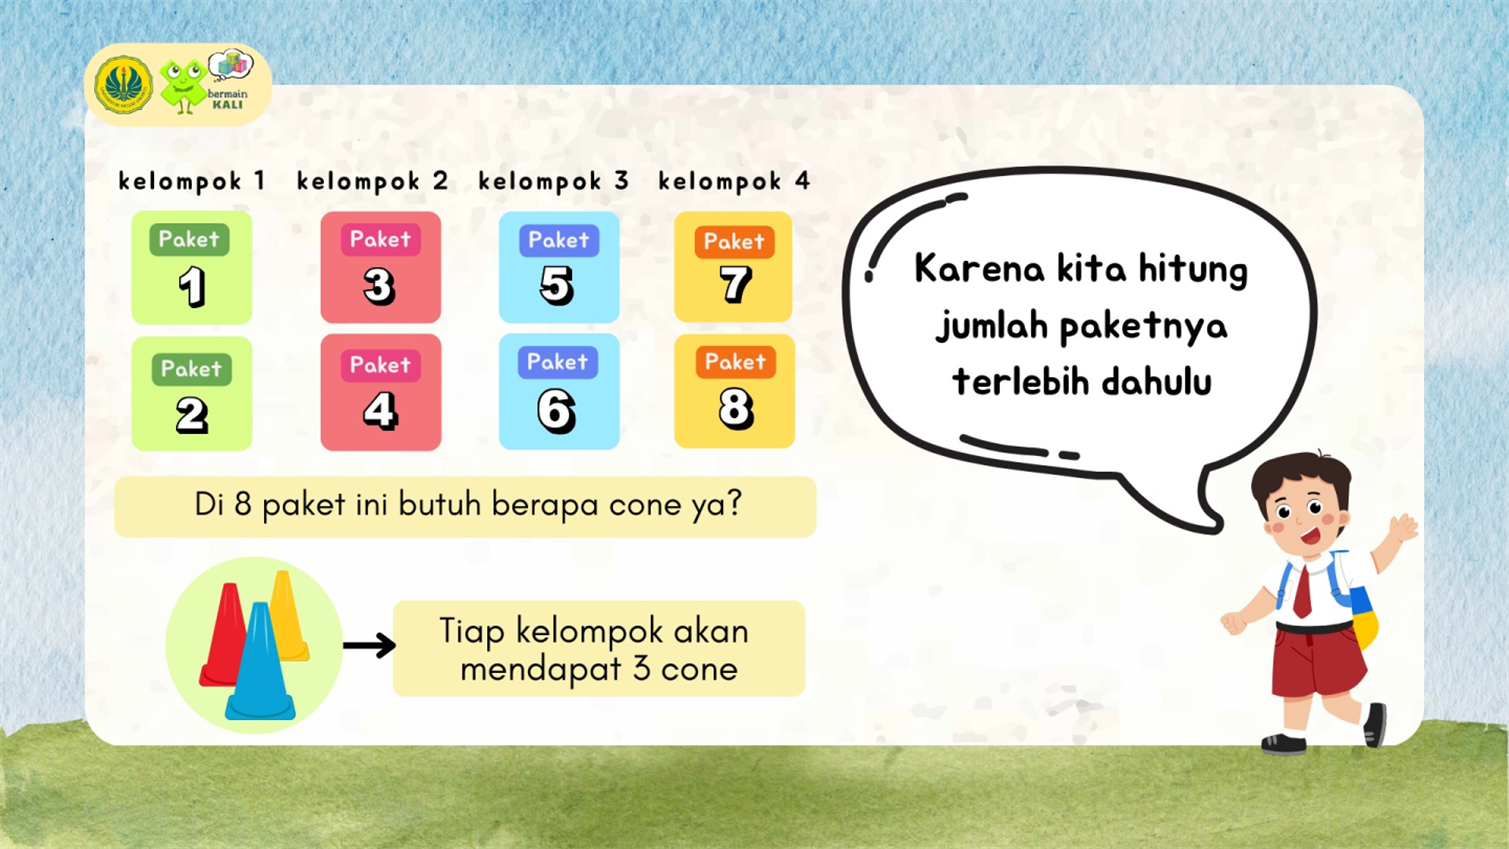 bermain
KALI
kelompok 1 kelompok 2 kelompok 3 kelompok 4
Paket Paket Paket Paket
1 3 5 7
Paket Paket Paket Paket
2 4 6 8
Karena kita hitung
jumlah paketnya
terlebih dahulu
Di 8 paket ini butuh berapa cone ya?
Tiap kelompok akan
mendapat 3 cone